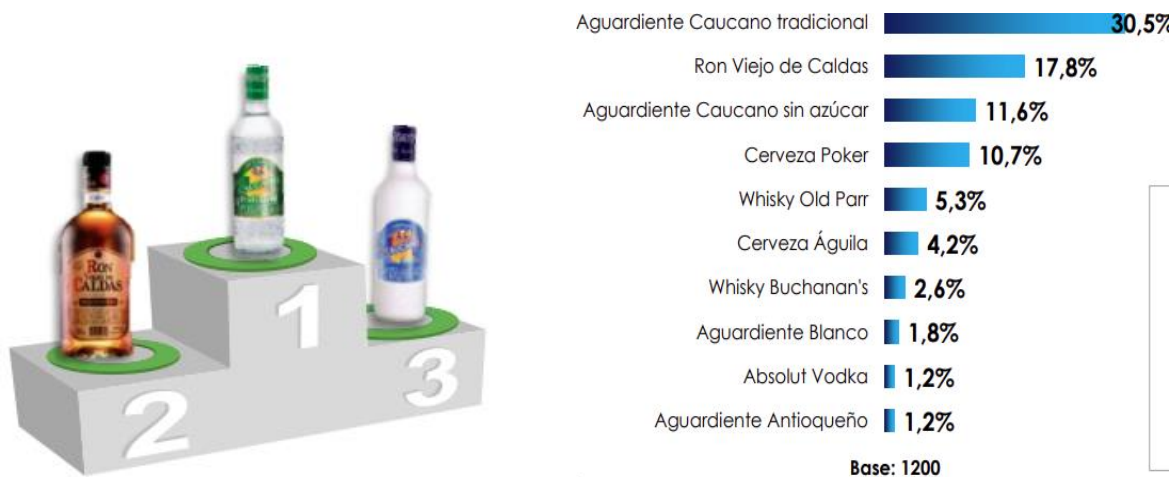 RON
VIEJO DE
CALDAS
1
2
3
Aguardiente Caucano tradicional 30,5%
Ron Viejo de Caldas 17,8%
Aguardiente Caucano sin azúcar 11,6%
Cerveza Poker 10,7%
Whisky Old Parr 5,3%
Cerveza Águila 4,2%
Whisky Buchanan's 2,6%
Aguardiente Blanco 1,8%
Absolut Vodka 1,2%
Aguardiente Antioqueño 1,2%
Base: 1200